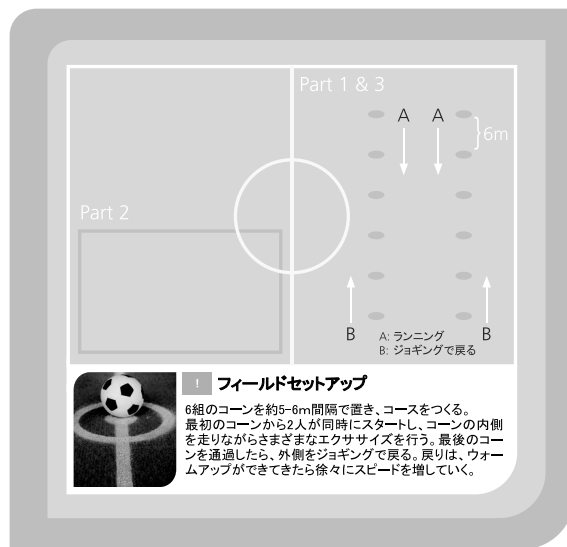 Part 1 & 3
A A
6m
Part 2
B B
A: ランニング
B: ジョギングで戻る
! フィールドセットアップ
6組のコーンを約5-6m間隔で置き、コースをつくる。
最初のコーンから2人が同時にスタートし、コーンの内側
を走りながらさまざまなエクササイズを行う。最後のコー
ンを通過したら、外側をジョギングで戻る。戻りは、ウォー
ムアップができてきたら徐々にスピードを増していく。